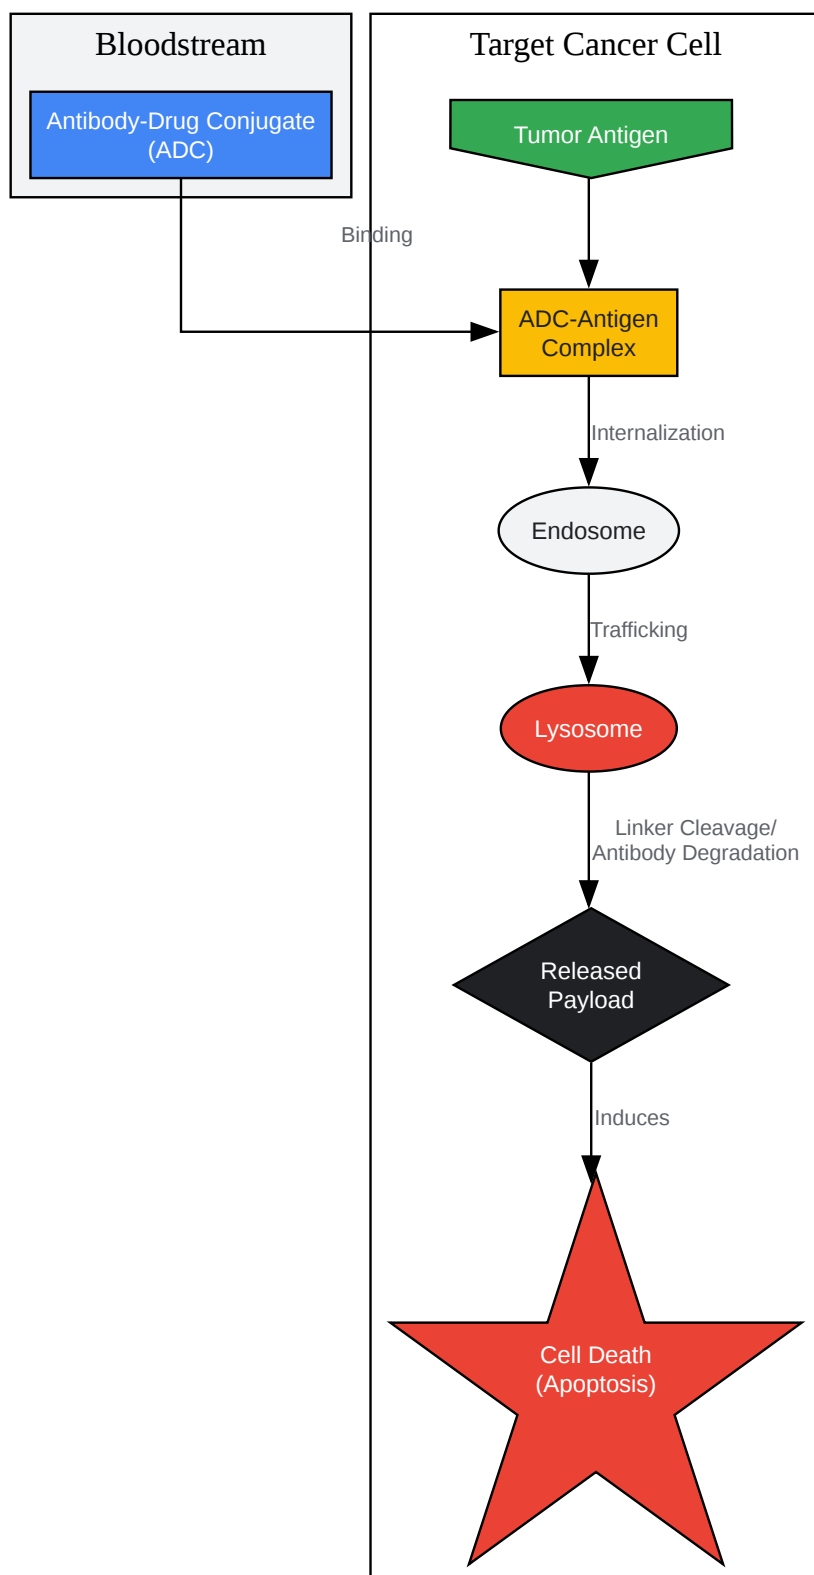 Bloodstream
Antibody-Drug Conjugate
(ADC)
Target Cancer Cell
Tumor Antigen
Binding
ADC-Antigen
Complex
Internalization
Endosome
Trafficking
Lysosome
Linker Cleavage/
Antibody Degradation
Released
Payload
Induces
Cell Death
(Apoptosis)